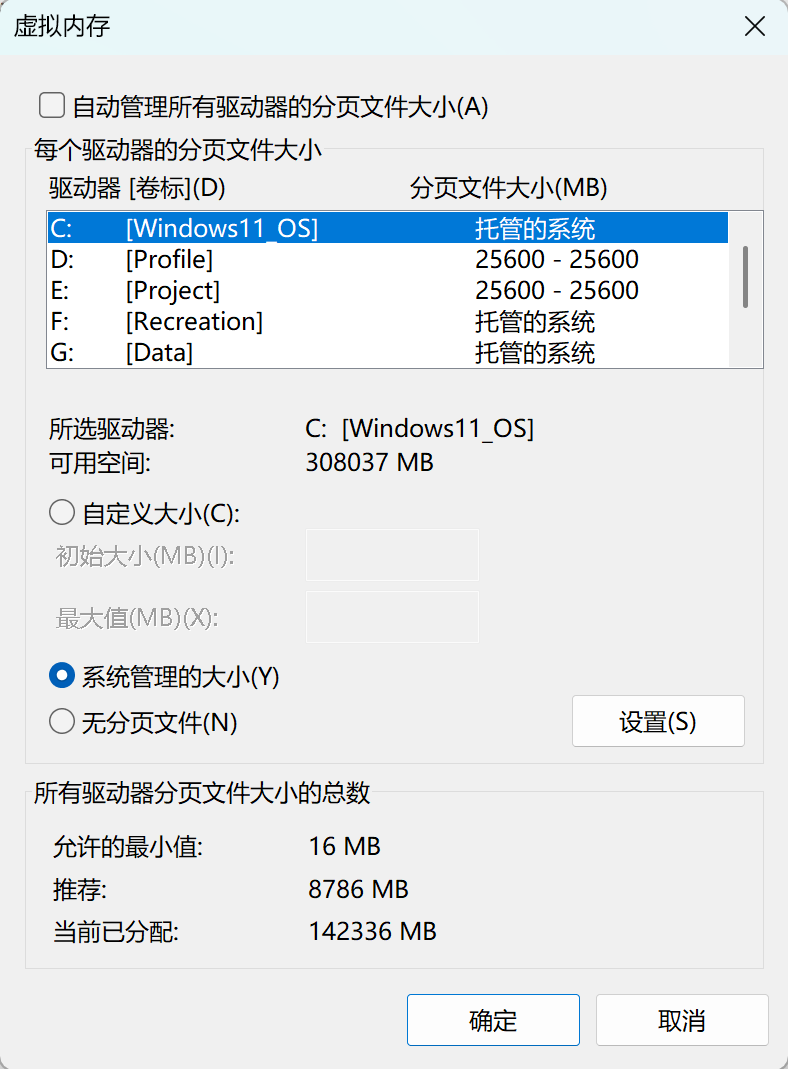 虚拟内存
自动管理所有驱动器的分页文件大小(A)
每个驱动器的分页文件大小
驱动器 [卷标](D) 分页文件大小(MB)
C: [Windows11_OS] 托管的系统
D: [Profile] 25600 - 25600
E: [Project] 25600 - 25600
F: [Recreation] 托管的系统
G: [Data] 托管的系统
所选驱动器: C: [Windows11_OS]
可用空间: 308037 MB
自定义大小(C):
初始大小(MB)(I):
最大值(MB)(X):
系统管理的大小(Y)
无分页文件(N)
设置(S)
所有驱动器分页文件大小的总数
允许的最小值: 16 MB
推荐: 8786 MB
当前已分配: 142336 MB
确定 取消